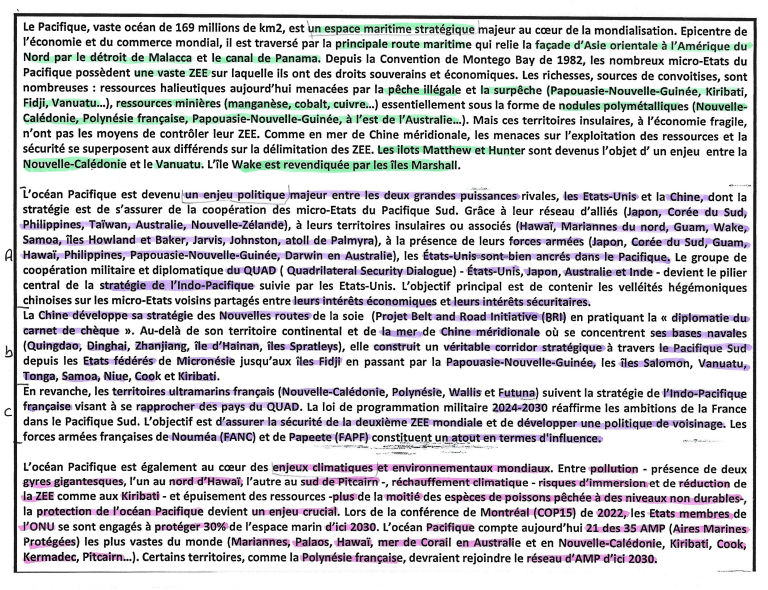 Le Pacifique, vaste océan de 169 millions de km2, est un espace maritime stratégique majeur au cœur de la mondialisation. Epicentre de
l'économie et du commerce mondial, il est traversé par la principale route maritime qui relie la façade d'Asie orientale à l'Amérique du
Nord par le détroit de Malacca et le canal de Panama. Depuis la Convention de Montego Bay de 1982, les nombreux micro-Etats du
Pacifique possèdent une vaste ZEE sur laquelle ils ont des droits souverains et économiques. Les richesses, sources de convoitises, sont
nombreuses : ressources halieutiques aujourd'hui menacées par la pêche illégale et la surpêche (Papouasie-Nouvelle-Guinée, Kiribati,
Fidji, Vanuatu...), ressources minières (manganèse, cobalt, cuivre...) essentiellement sous la forme de nodules polymétalliques (Nouvelle-
Calédonie, Polynésie française, Papouasie-Nouvelle-Guinée, à l'est de l'Australie...). Mais ces territoires insulaires, à l'économie fragile,
n'ont pas les moyens de contrôler leur ZEE. Comme en mer de Chine méridionale, les menaces sur l'exploitation des ressources et la
sécurité se superposent aux différends sur la délimitation des ZEE. Les ilots Matthew et Hunter sont devenus l'objet d' un enjeu entre la
Nouvelle-Calédonie et le Vanuatu. L'île Wake est revendiquée par les îles Marshall.
L'océan Pacifique est devenu un enjeu politique majeur entre les deux grandes puissances rivales, les Etats-Unis et la Chine, dont la
stratégie est de s'assurer de la coopération des micro-Etats du Pacifique Sud. Grâce à leur réseau d'alliés (Japon, Corée du Sud,
Philippines, Taïwan, Australie, Nouvelle-Zélande), à leurs territoires insulaires ou associés (Hawaï, Mariannes du nord, Guam, Wake,
Samoa, îles Howland et Baker, Jarvis, Johnston, atoll de Palmyra), à la présence de leurs forces armées (Japon, Corée du Sud, Guam,
A Hawaï, Philippines, Papouasie-Nouvelle-Guinée, Darwin en Australie), les États-Unis sont bien ancrés dans le Pacifique. Le groupe de
coopération militaire et diplomatique du QUAD ( Quadrilateral Security Dialogue) - États-Unis, Japon, Australie et Inde - devient le pilier
central de la stratégie de l'Indo-Pacifique suivie par les Etats-Unis. L'objectif principal est de contenir les velléités hégémoniques
chinoises sur les micro-Etats voisins partagés entre leurs intérêts économiques et leurs intérêts sécuritaires.
La Chine développe sa stratégie des Nouvelles routes de la soie (Projet Belt and Road Initiative (BRI) en pratiquant la « diplomatie du
carnet de chèque ». Au-delà de son territoire continental et de la mer de Chine méridionale où se concentrent ses bases navales
b (Quingdao, Dinghai, Zhanjiang, île d'Hainan, îles Spratleys), elle construit un véritable corridor stratégique à travers le Pacifique Sud
depuis les Etats fédérés de Micronésie jusqu'aux îles Fidji en passant par la Papouasie-Nouvelle-Guinée, les îles Salomon, Vanuatu,
Tonga, Samoa, Niue, Cook et Kiribati.
En revanche, les territoires ultramarins français (Nouvelle-Calédonie, Polynésie, Wallis et Futuna) suivent la stratégie de l'Indo-Pacifique
c française visant à se rapprocher des pays du QUAD. La loi de programmation militaire 2024-2030 réaffirme les ambitions de la France
dans le Pacifique Sud. L'objectif est d'assurer la sécurité de la deuxième ZEE mondiale et de développer une politique de voisinage. Les
forces armées françaises de Nouméa (FANC) et de Papeete (FAPF) constituent un atout en termes d'influence.
L'océan Pacifique est également au cœur des enjeux climatiques et environnementaux mondiaux. Entre pollution - présence de deux
gyres gigantesques, l'un au nord d'Hawaï, l'autre au sud de Pitcairn -, réchauffement climatique - risques d'immersion et de réduction de
la ZEE comme aux Kiribati - et épuisement des ressources -plus de la moitié des espèces de poissons pêchée à des niveaux non durables-,
la protection de l'océan Pacifique devient un enjeu crucial. Lors de la conférence de Montréal (COP15) de 2022, les Etats membres de
l'ONU se sont engagés à protéger 30% de l'espace marin d'ici 2030. L'océan Pacifique compte aujourd'hui 21 des 35 AMP (Aires Marines
Protégées) les plus vastes du monde (Mariannes, Palaos, Hawaï, mer de Corail en Australie et en Nouvelle-Calédonie, Kiribati, Cook,
Kermadec, Pitcairn...). Certains territoires, comme la Polynésie française, devraient rejoindre le réseau d'AMP d'ici 2030.